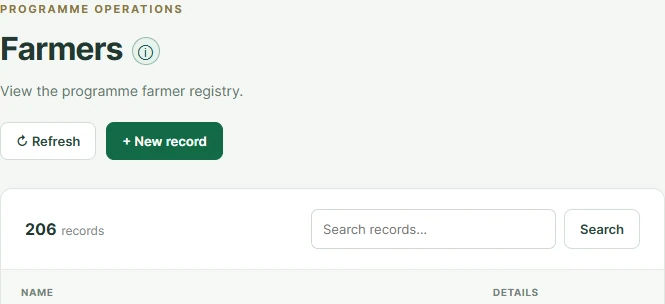 PROGRAMME OPERATIONS
Farmers ⓘ
View the programme farmer registry.
↻ Refresh + New record
206 records Search records... Search
NAME DETAILS